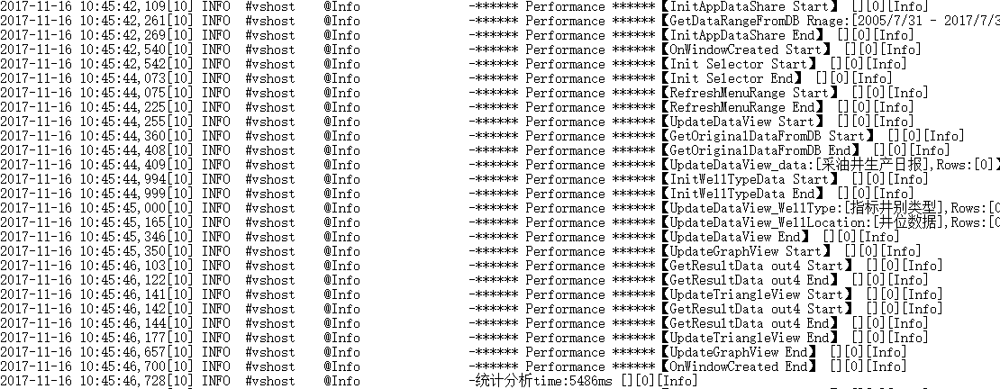 2017-11-16 10:45:42,109[10] INFO #vshost @Info -****** Performance ******【InitAppDataShare Start】 [][0][Info]
2017-11-16 10:45:42,261[10] INFO #vshost @Info -****** Performance ******【GetDataRangeFromDB Rnage:[2005/7/31 - 2017/7/3
2017-11-16 10:45:42,269[10] INFO #vshost @Info -****** Performance ******【InitAppDataShare End】 [][0][Info]
2017-11-16 10:45:42,540[10] INFO #vshost @Info -****** Performance ******【OnWindowCreated Start】 [][0][Info]
2017-11-16 10:45:42,542[10] INFO #vshost @Info -****** Performance ******【Init Selector Start】 [][0][Info]
2017-11-16 10:45:44,073[10] INFO #vshost @Info -****** Performance ******【Init Selector End】 [][0][Info]
2017-11-16 10:45:44,075[10] INFO #vshost @Info -****** Performance ******【RefreshMenuRange Start】 [][0][Info]
2017-11-16 10:45:44,225[10] INFO #vshost @Info -****** Performance ******【RefreshMenuRange End】 [][0][Info]
2017-11-16 10:45:44,255[10] INFO #vshost @Info -****** Performance ******【UpdateDataView Start】 [][0][Info]
2017-11-16 10:45:44,360[10] INFO #vshost @Info -****** Performance ******【GetOriginalDataFromDB Start】 [][0][Info]
2017-11-16 10:45:44,408[10] INFO #vshost @Info -****** Performance ******【GetOriginalDataFromDB End】 [][0][Info]
2017-11-16 10:45:44,409[10] INFO #vshost @Info -****** Performance ******【UpdateDataView_data:[采油井生产日报],Rows:[0]】
2017-11-16 10:45:44,994[10] INFO #vshost @Info -****** Performance ******【InitWellTypeData Start】 [][0][Info]
2017-11-16 10:45:44,999[10] INFO #vshost @Info -****** Performance ******【InitWellTypeData End】 [][0][Info]
2017-11-16 10:45:45,000[10] INFO #vshost @Info -****** Performance ******【UpdateDataView_WellType:[指标井别类型],Rows:[0
2017-11-16 10:45:45,165[10] INFO #vshost @Info -****** Performance ******【UpdateDataView_WellLocation:[井位数据],Rows:[0
2017-11-16 10:45:45,346[10] INFO #vshost @Info -****** Performance ******【UpdateDataView End】 [][0][Info]
2017-11-16 10:45:45,350[10] INFO #vshost @Info -****** Performance ******【UpdateGraphView Start】 [][0][Info]
2017-11-16 10:45:46,103[10] INFO #vshost @Info -****** Performance ******【GetResultData out4 Start】 [][0][Info]
2017-11-16 10:45:46,122[10] INFO #vshost @Info -****** Performance ******【GetResultData out4 End】 [][0][Info]
2017-11-16 10:45:46,141[10] INFO #vshost @Info -****** Performance ******【UpdateTriangleView Start】 [][0][Info]
2017-11-16 10:45:46,142[10] INFO #vshost @Info -****** Performance ******【GetResultData out4 Start】 [][0][Info]
2017-11-16 10:45:46,144[10] INFO #vshost @Info -****** Performance ******【GetResultData out4 End】 [][0][Info]
2017-11-16 10:45:46,177[10] INFO #vshost @Info -****** Performance ******【UpdateTriangleView End】 [][0][Info]
2017-11-16 10:45:46,657[10] INFO #vshost @Info -****** Performance ******【UpdateGraphView End】 [][0][Info]
2017-11-16 10:45:46,700[10] INFO #vshost @Info -****** Performance ******【OnWindowCreated End】 [][0][Info]
2017-11-16 10:45:46,728[10] INFO #vshost @Info -统计分析time:5486ms [][0][Info]